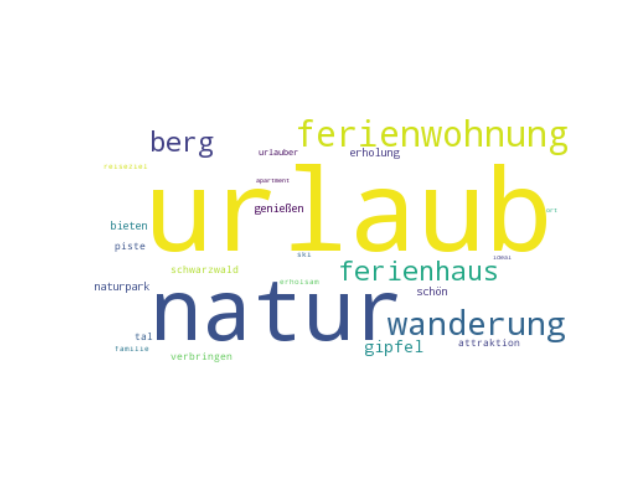 ferienwohnung
berg
urlauber
erholung
reiseziel
urlaub
apartment
genießen
ort
bieten
piste
ski
schwarzwald
ferienhaus
naturpark
erholsam
schön
natur
wanderung
tal
gipfel
attraktion
familie
verbringen